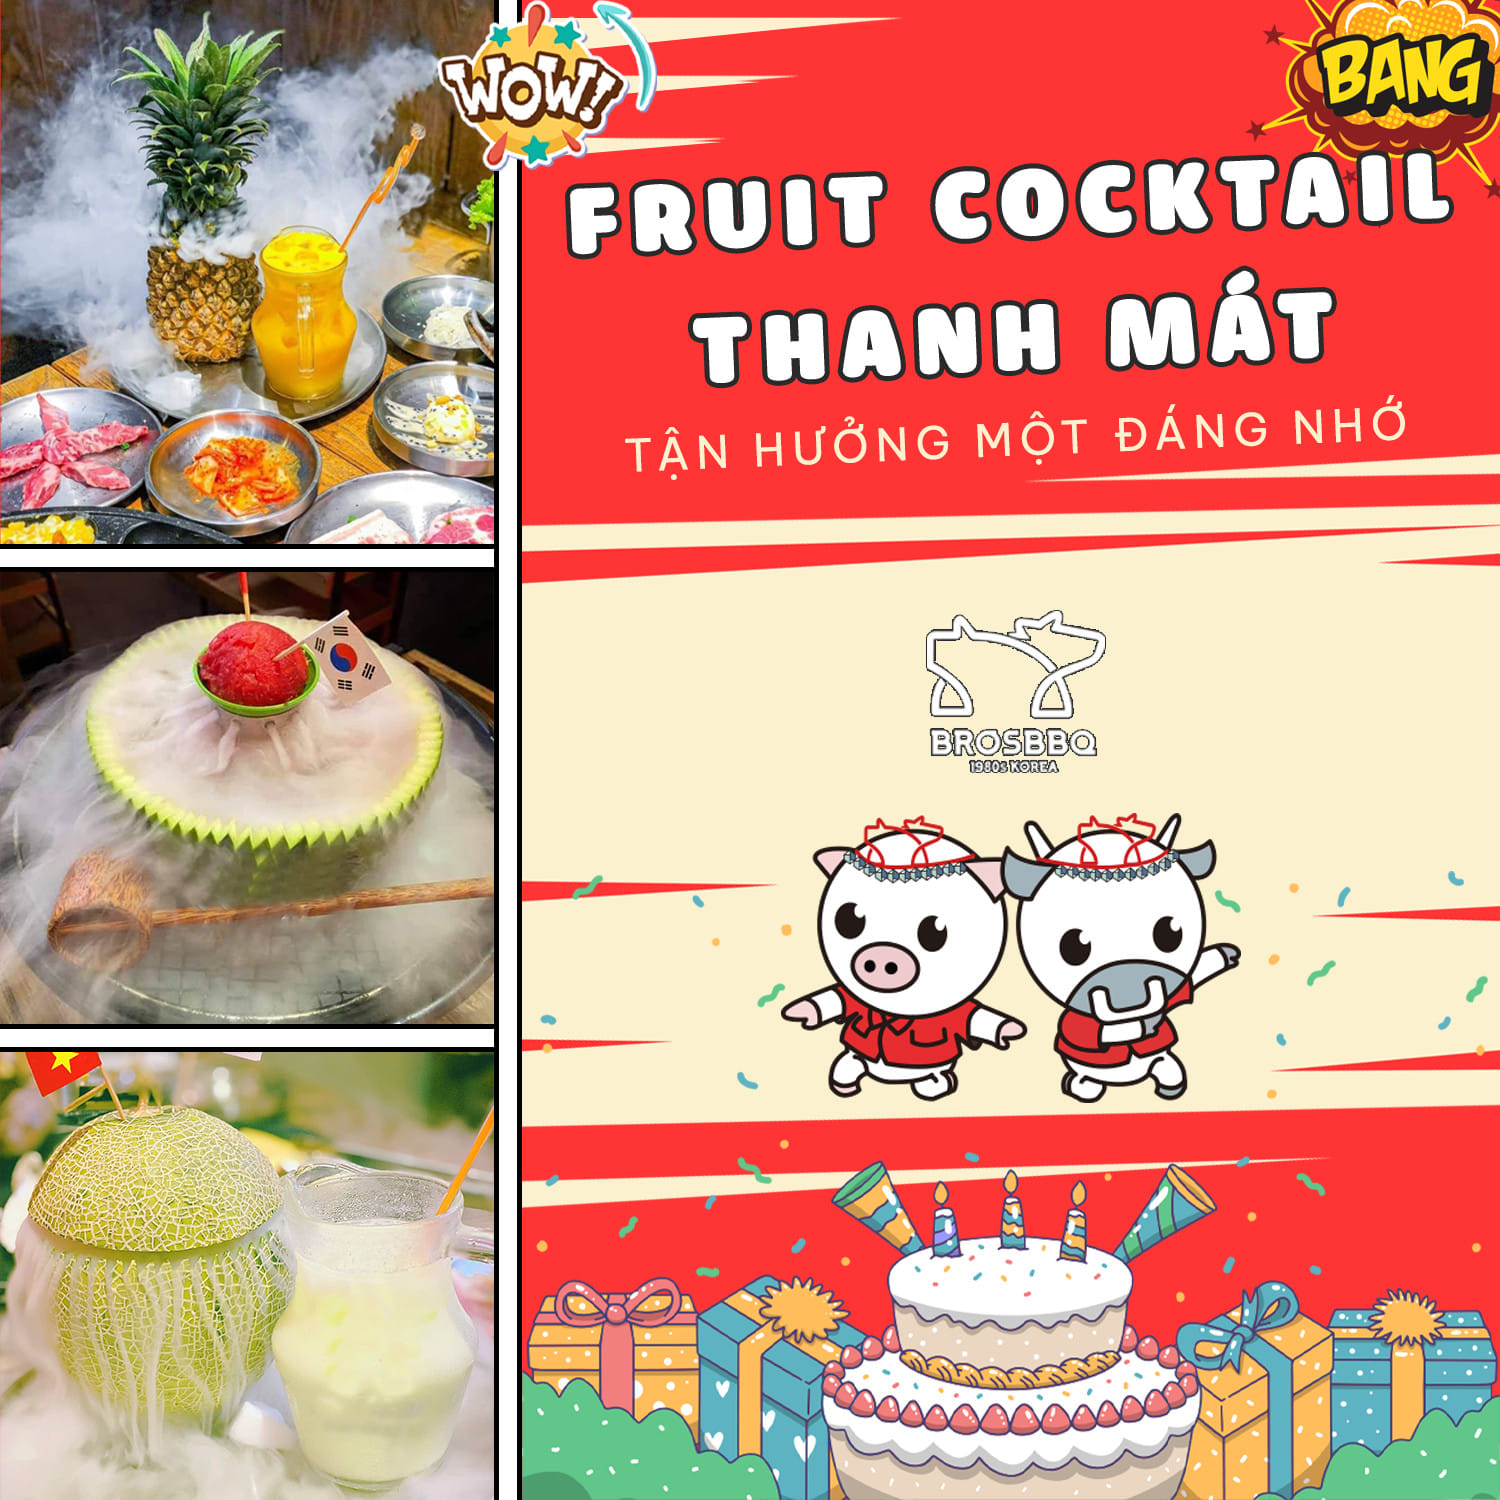 WOW!
BANG
FRUIT COCKTAIL
THANH MÁT
TẬN HƯỞNG MỘT ĐÁNG NHỚ
BROSBBQ
1980s KOREA